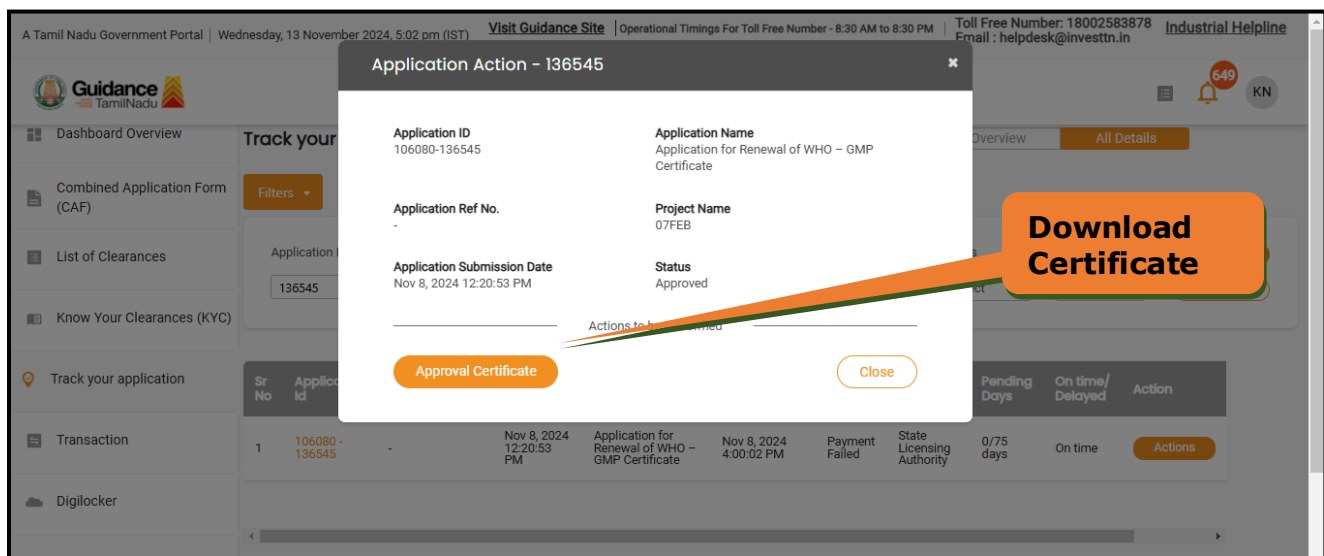 A Tamil Nadu Government Portal | Wednesday, 13 November 2024, 5:02 pm (IST)
Visit Guidance Site | Operational Timings For Toll Free Number - 8:30 AM to 8:30 PM |
Toll Free Number: 18002583878
Email : helpdesk@investtn.in
Industrial Helpline
Guidance
TamilNadu
649
KN
Application Action – 136545
×
Application ID
106080-136545
Application Name
Application for Renewal of WHO – GMP
Certificate
Application Ref No.
-
Project Name
07FEB
Application Submission Date
Nov 8, 2024 12:20:53 PM
Status
Approved
Actions to
Approval Certificate
Close
Download
Certificate
Dashboard Overview
Combined Application Form
(CAF)
List of Clearances
Know Your Clearances (KYC)
Track your application
Transaction
Digilocker
Track your
Overview
All Details
Filters
Application
136545
Sr
No
Id
Pending
Days
On time/
Delayed
Action
1
106080 -
136545
-
Nov 8, 2024
12:20:53
PM
Application for
Renewal of WHO –
GMP Certificate
Nov 8, 2024
4:00:02 PM
Payment
Failed
State
Licensing
Authority
0/75
days
On time
Actions